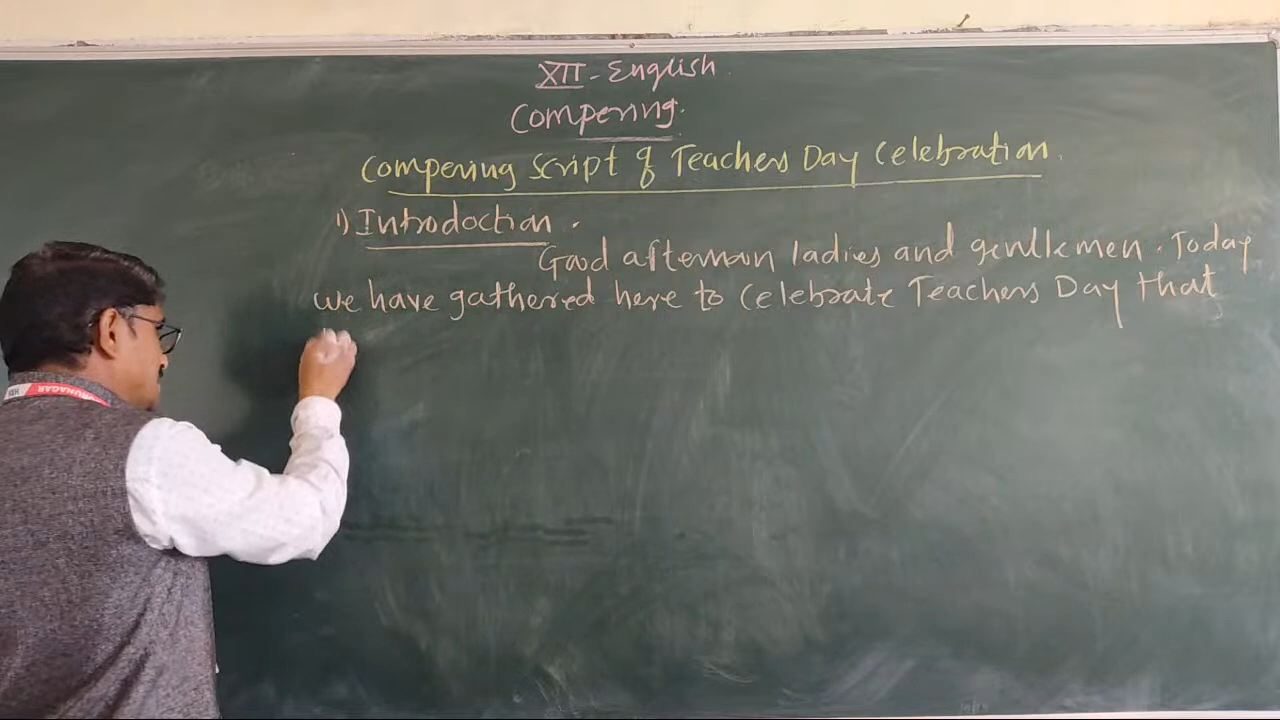 XII - English.
Compering.
Compering Script of Teachers Day Celebration.
1) Introdoction.
Good afternoon ladies and gentlemen. Today
we have gathered here to celebrate Teachers Day that